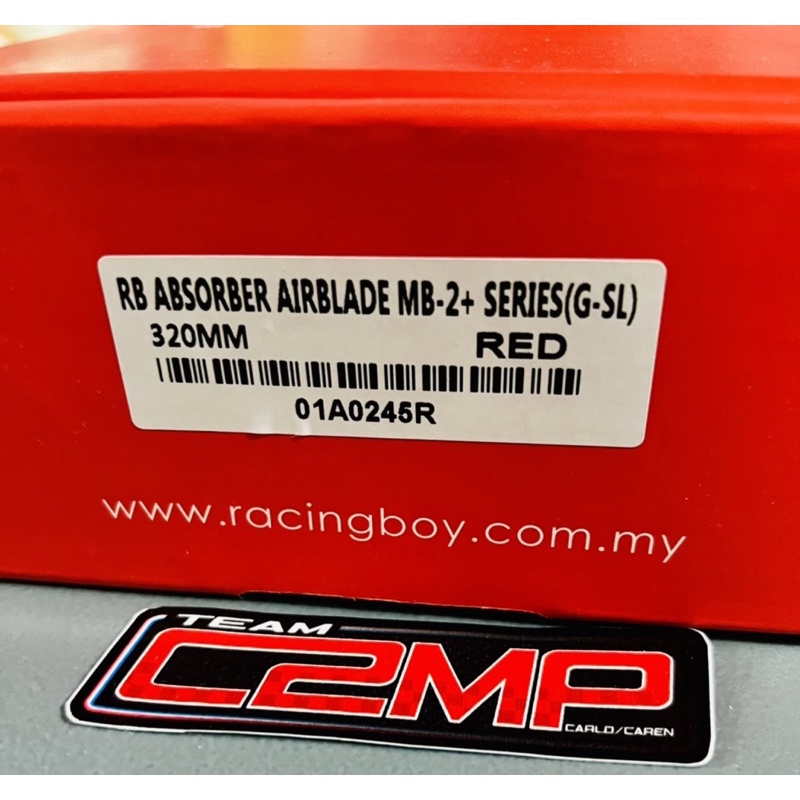 RB ABSORBER AIRBLADE MB-2+ SERIES(G-SL)
320MM RED
01A0245R
www.racingboy.com.my
TEAM
C2MP
CARLO/CAREN